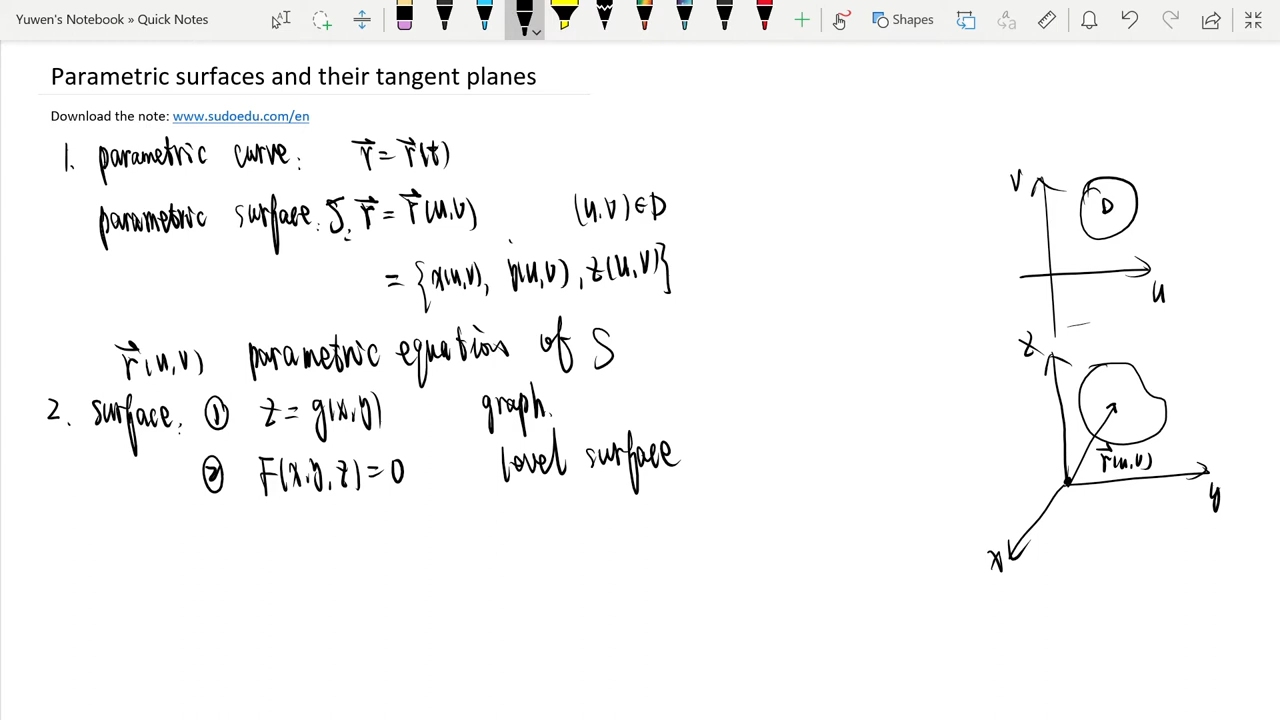 Yuwen's Notebook » Quick Notes
Shapes
Parametric surfaces and their tangent planes
Download the note: www.sudoedu.com/en
1. parametric curve: r⃗ = r⃗(t)
parametric surface: S: r⃗ = r⃗(u,v) (u,v)∈D
= {x(u,v), y(u,v), z(u,v)}
r⃗(u,v) parametric equations of S
2. surface: ① z = g(x,y) graph.
② F(x,y,z)=0 level surface
v
D
u
z
r⃗(u,v)
y
x